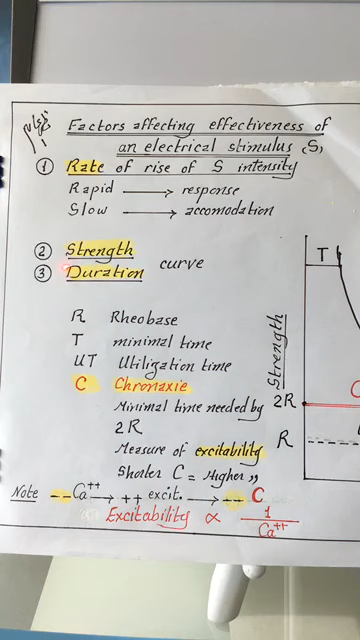 Factors affecting effectiveness of
an electrical stimulus (S)
① Rate of rise of S intensity
Rapid → response
Slow → accomodation
② Strength
③ Duration curve
R Rheobase
T minimal time
UT Utilization time
C Chronaxie
Minimal time needed by
2R
Measure of excitability
Shorter C = Higher „
Note -- Ca++ → ++ excit. → -- C
Excitability ∝ 1
Ca++
T
Strength
2R
C
R